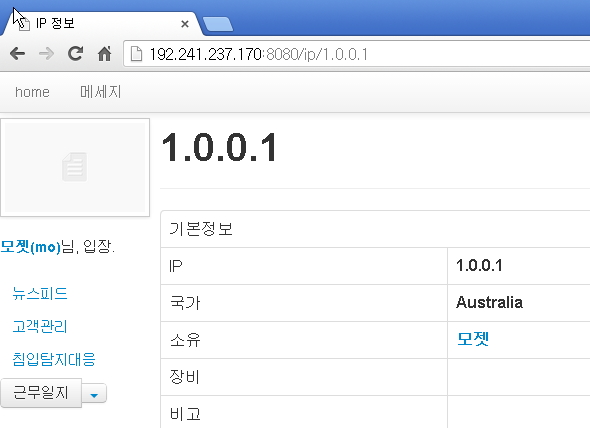 IP 정보
192.241.237.170:8080/ip/1.0.0.1
home 메세지
1.0.0.1
모젯(mo)님, 입장.
뉴스피드
고객관리
침입탐지대응
근무일지
기본정보
IP 1.0.0.1
국가 Australia
소유 모젯
장비
비고